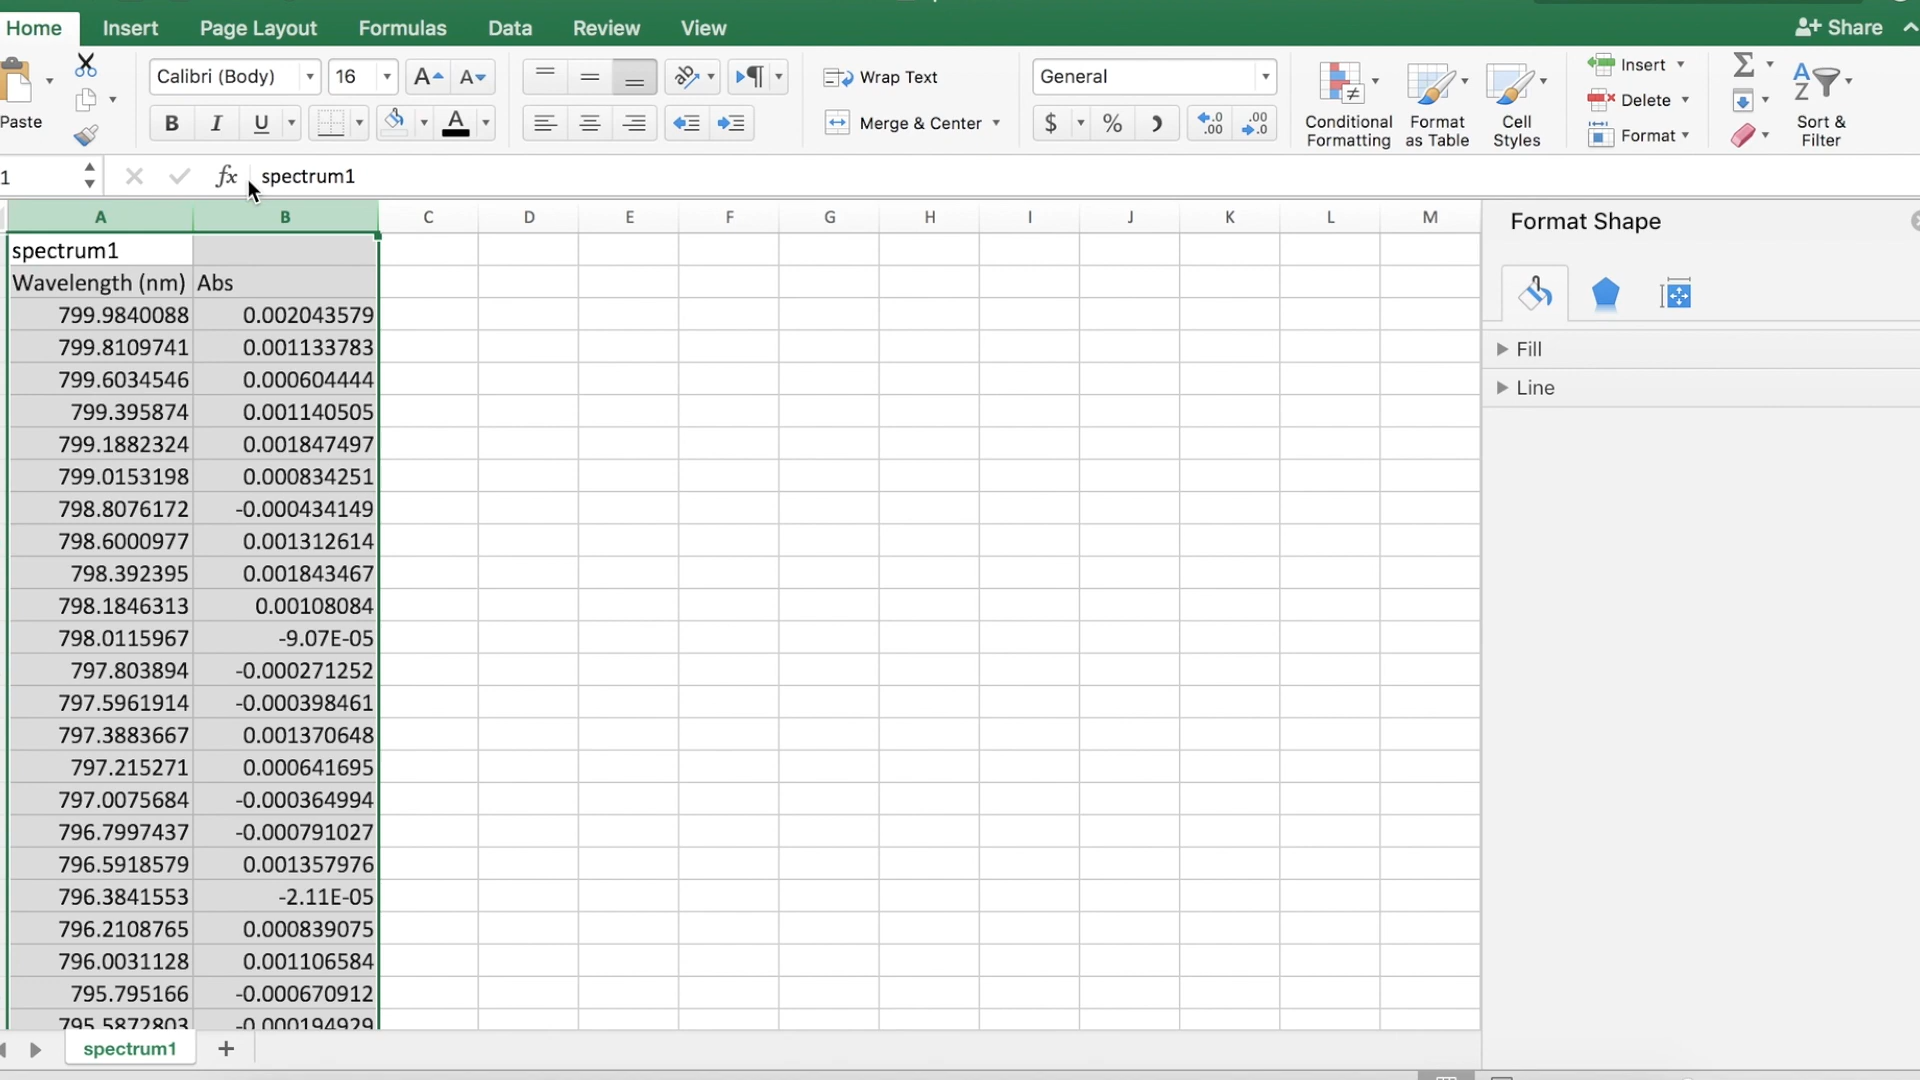 Home Insert Page Layout Formulas Data Review View Share
Paste
Calibri (Body) 16
B I U
Wrap Text
Merge & Center
General
$ % 
Conditional Formatting
Format as Table
Cell Styles
Insert
Delete
Format
Sort & Filter
1 fx spectrum1
A B C D E F G H I J K L M
spectrum1
Wavelength (nm) Abs
799.9840088 0.002043579
799.8109741 0.001133783
799.6034546 0.000604444
799.395874 0.001140505
799.1882324 0.001847497
799.0153198 0.000834251
798.8076172 -0.000434149
798.6000977 0.001312614
798.392395 0.001843467
798.1846313 0.00108084
798.0115967 -9.07E-05
797.803894 -0.000271252
797.5961914 -0.000398461
797.3883667 0.001370648
797.215271 0.000641695
797.0075684 -0.000364994
796.7997437 -0.000791027
796.5918579 0.001357976
796.3841553 -2.11E-05
796.2108765 0.000839075
796.0031128 0.001106584
795.795166 -0.000670912
795.5872803 -0.000194929
spectrum1 +
Format Shape
Fill
Line